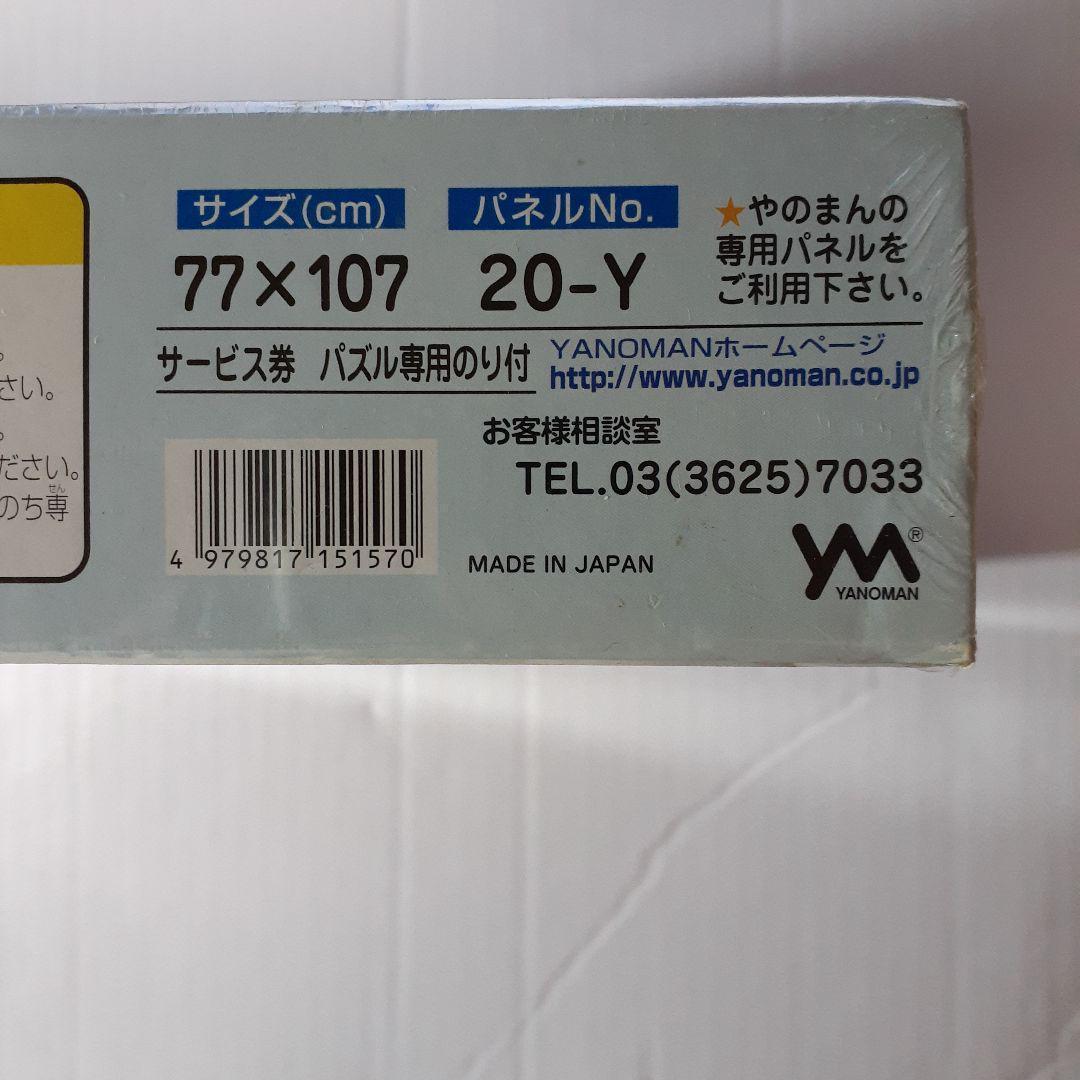 。
さい。
。
ださい。
のち専
せん
サイズ(cm)
77×107
パネルNo.
20-Y
★やのまんの
専用パネルを
ご利用下さい。
サービス券 パズル専用のり付
YANOMANホームページ
http://www.yanoman.co.jp
お客様相談室
TEL.03(3625)7033
4 979817 151570
MADE IN JAPAN
YM®
YANOMAN